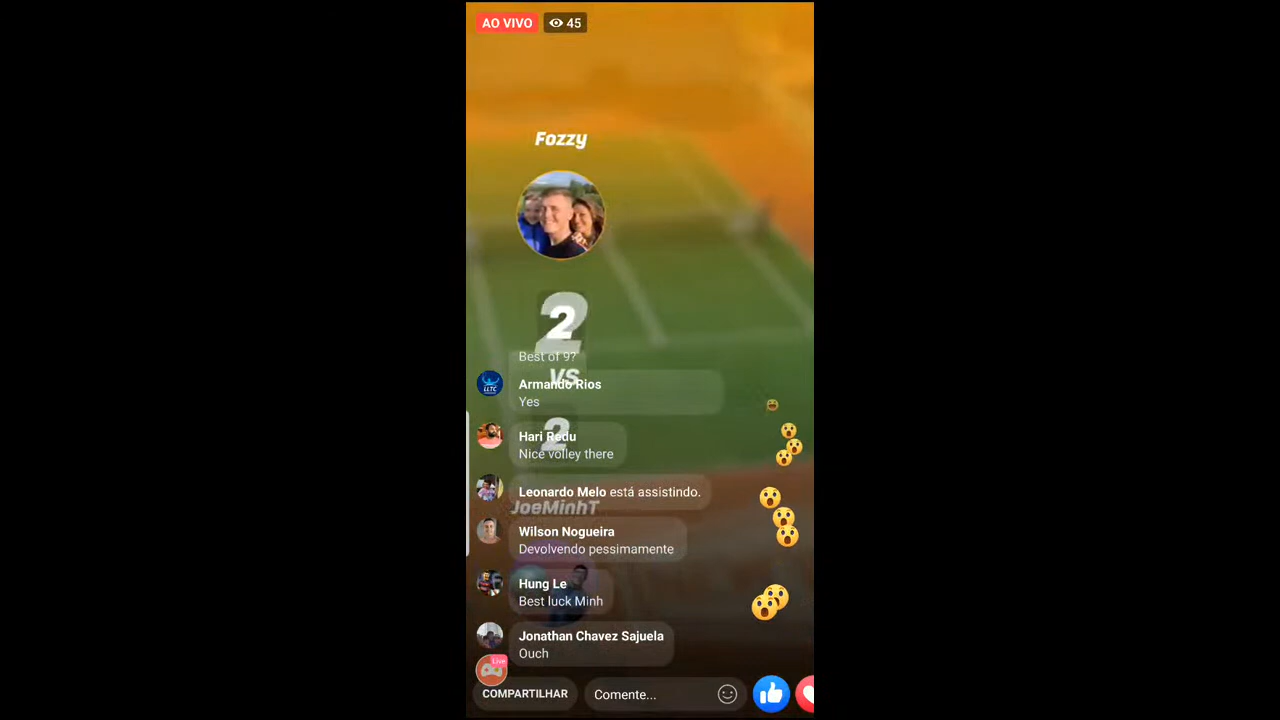 AO VIVO 45
Fozzy
2
Best of 9?
VS
Armando Rios
Yes
2
Hari Redu
Nice volley there
Leonardo Melo está assistindo.
JoeMinhT
Wilson Nogueira
Devolvendo pessimamente
Hung Le
Best luck Minh
Jonathan Chavez Sajuela
Ouch
Live
COMPARTILHAR
Comente...